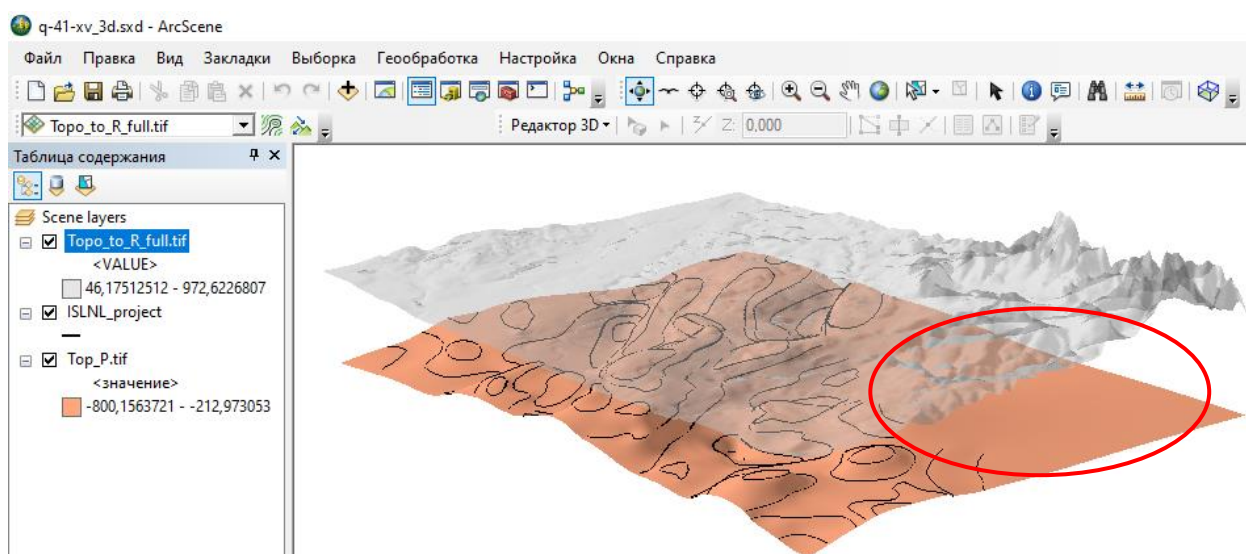 q-41-xv_3d.sxd - ArcScene
Файл Правка Вид Закладки Выборка Геообработка Настройка Окна Справка
Topo_to_R_full.tif Редактор 3D Z: 0,000
Таблица содержания
Scene layers
Topo_to_R_full.tif
<VALUE>
46,17512512 - 972,6226807
ISLNL_project
Top_P.tif
<значение>
-800,1563721 - -212,973053